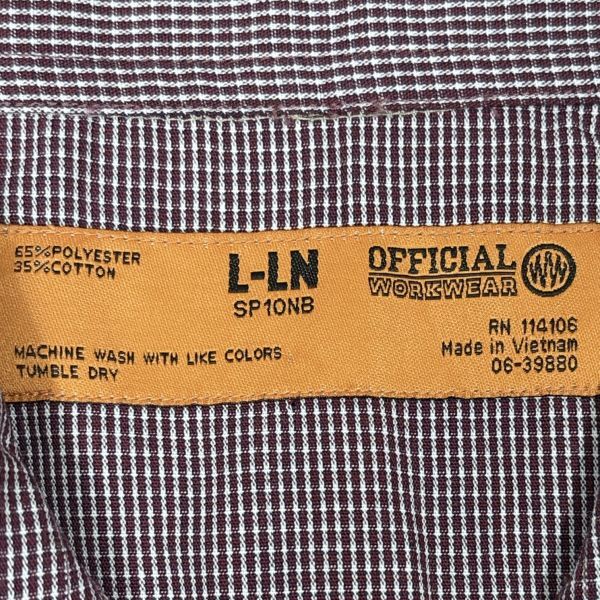 65%POLYESTER
35%COTTON
L-LN
SP10NB
MACHINE WASH WITH LIKE COLORS
TUMBLE DRY
OFFICIAL
WORKWEAR
WW
RN 114106
Made in Vietnam
06-39880